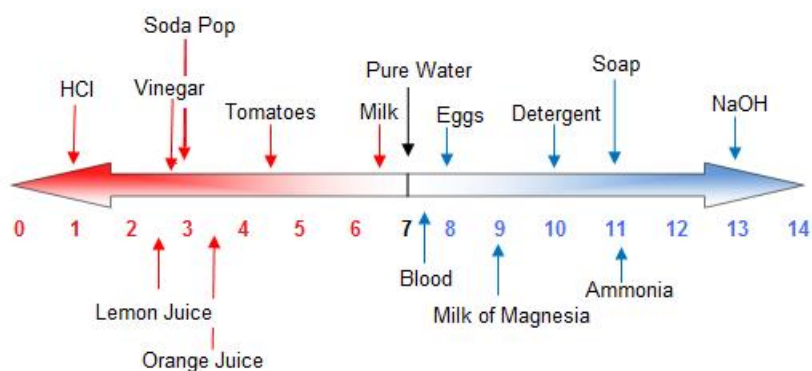 Soda Pop
HCl
Vinegar
Tomatoes
Milk
Pure Water
Eggs
Detergent
Soap
NaOH
0 1 2 3 4 5 6 7 8 9 10 11 12 13 14
Lemon Juice
Orange Juice
Blood
Milk of Magnesia
Ammonia